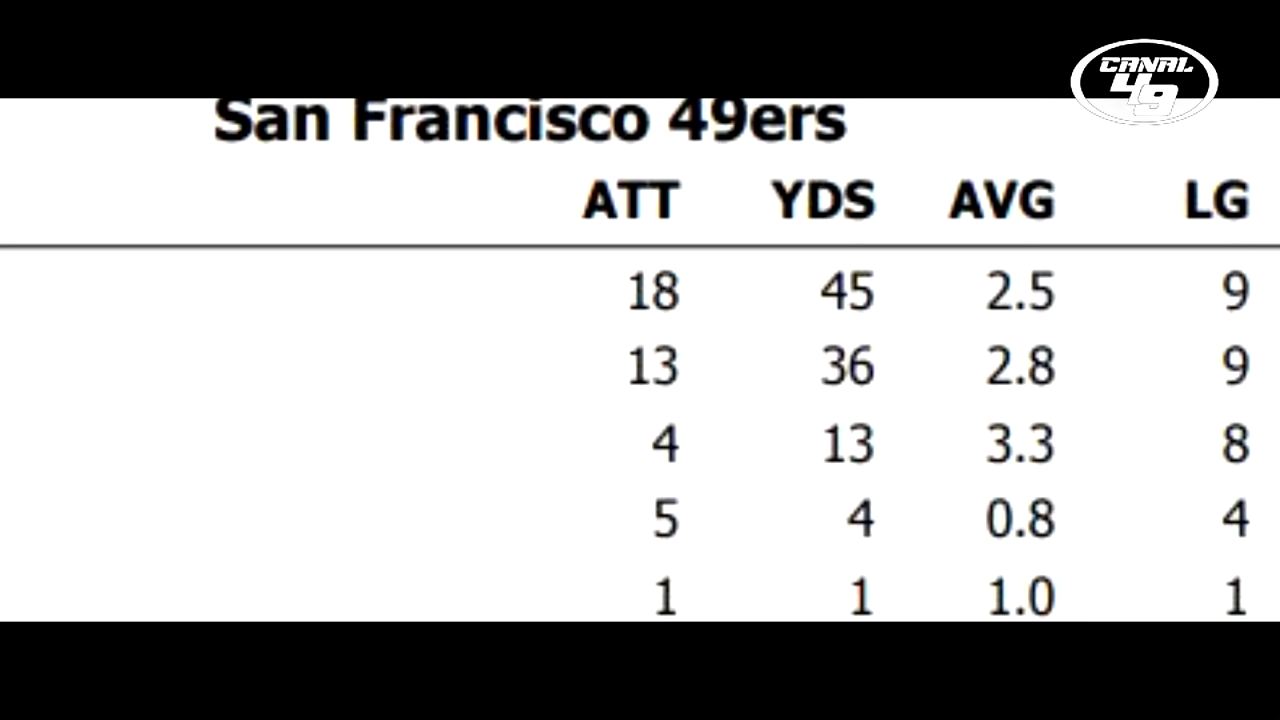 CANAL
49
San Francisco 49ers
ATT YDS AVG LG
18 45 2.5 9
13 36 2.8 9
4 13 3.3 8
5 4 0.8 4
1 1 1.0 1